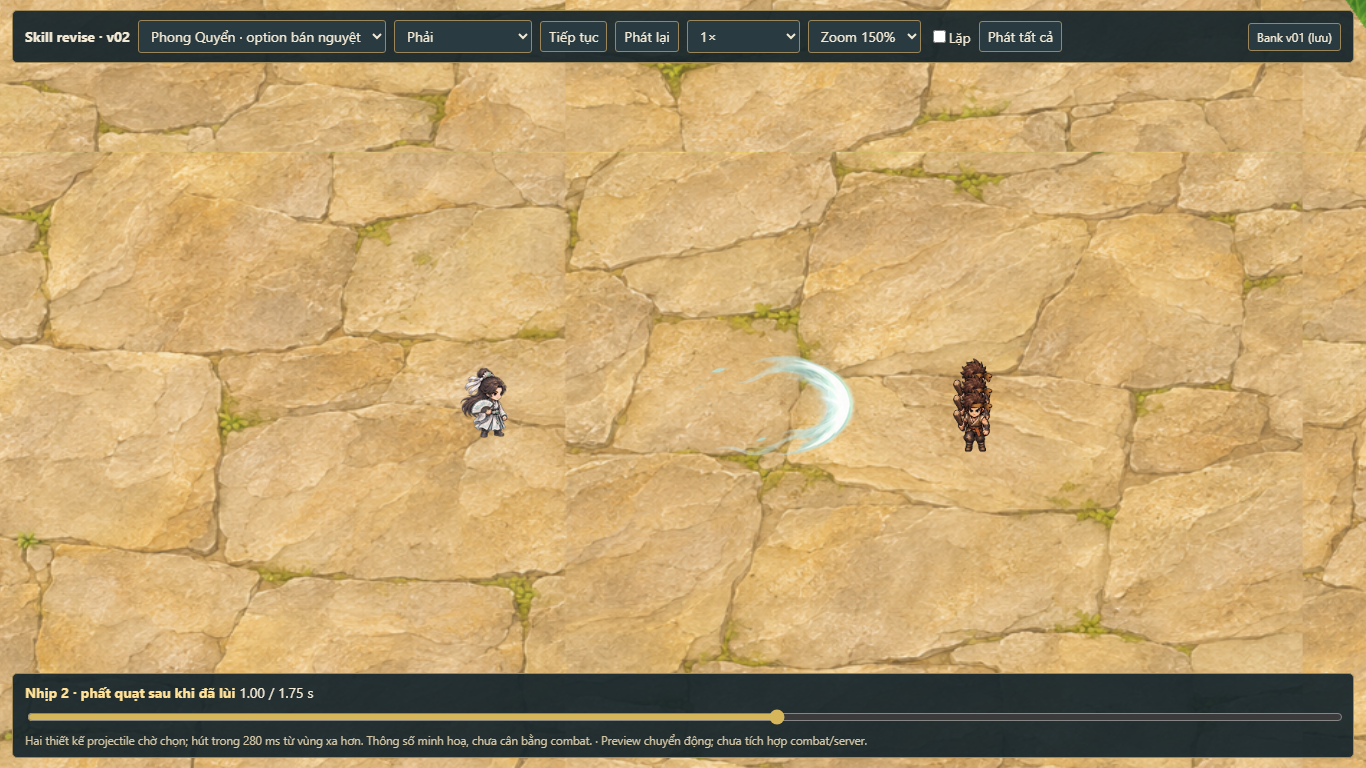 Skill revise · v02 Phong Quyển · option bán nguyệt Phải Tiếp tục Phát lại 1× Zoom 150% Lặp Phát tất cả Bank v01 (lưu)
Nhịp 2 · phất quạt sau khi đã lùi 1.00 / 1.75 s
Hai thiết kế projectile chờ chọn; hút trong 280 ms từ vùng xa hơn. Thông số minh hoạ, chưa cân bằng combat. · Preview chuyển động; chưa tích hợp combat/server.